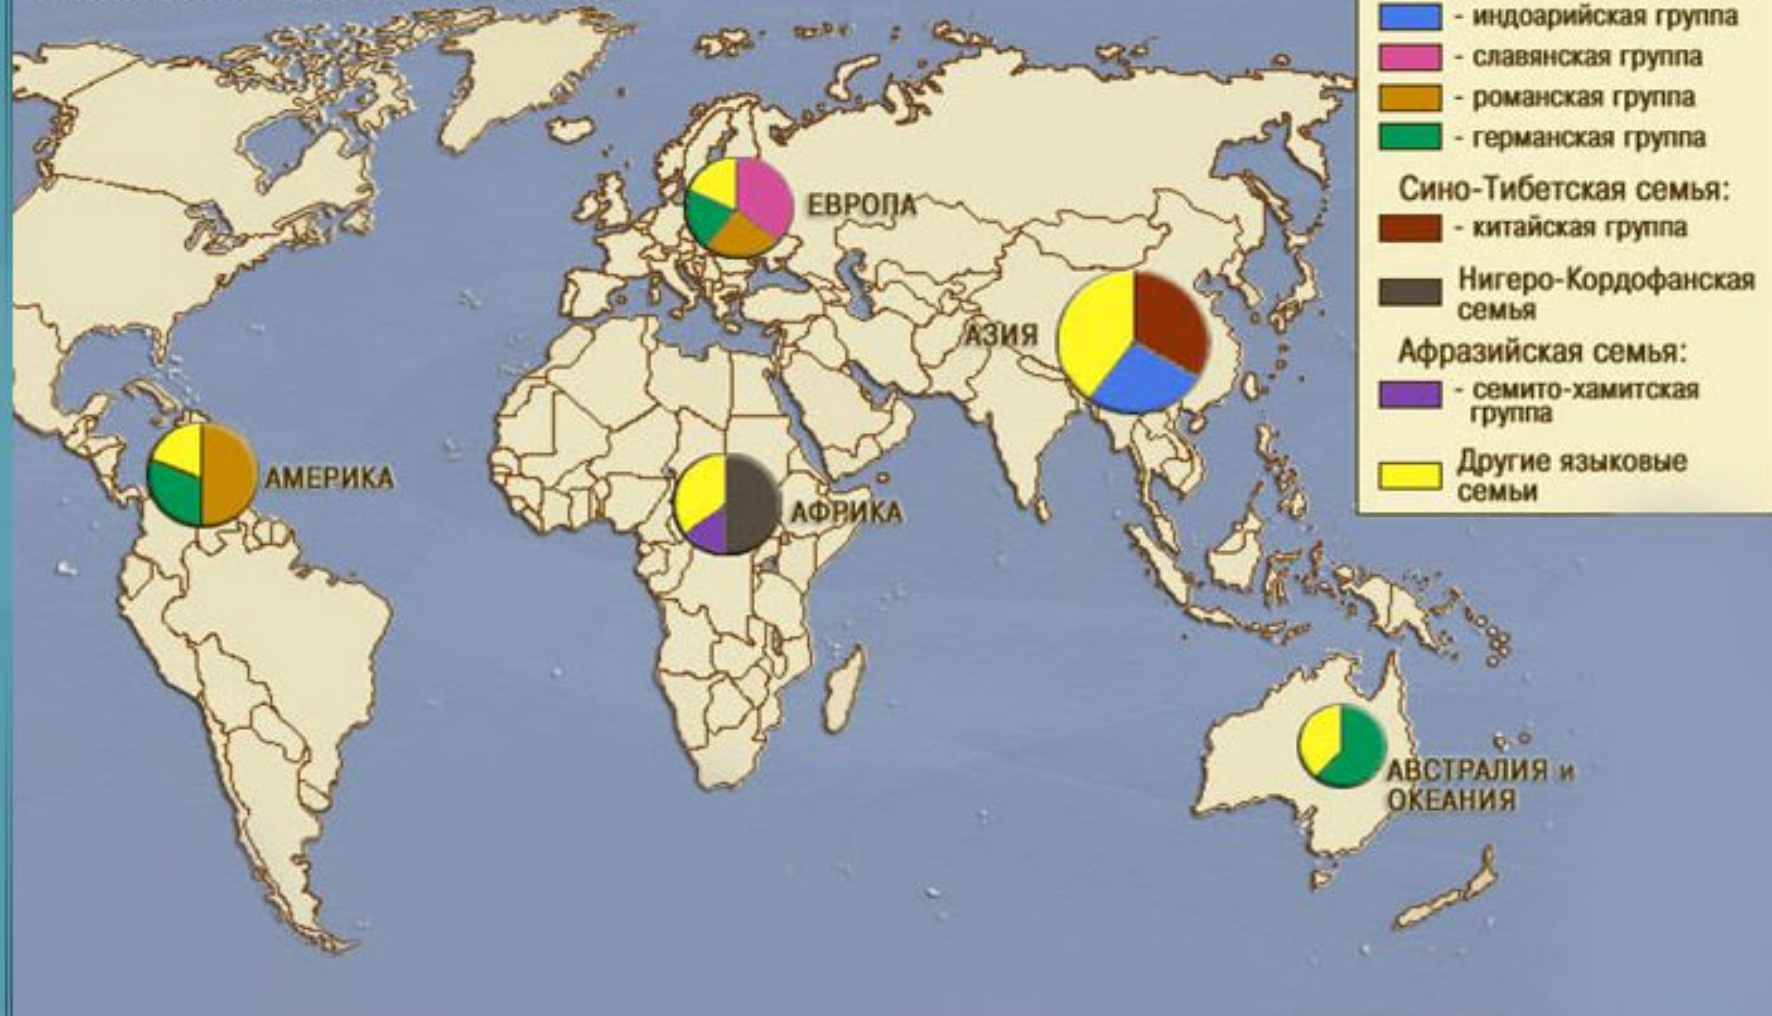 - индоарийская группа
- славянская группа
- романская группа
- германская группа
Сино-Тибетская семья:
- китайская группа
Нигеро-Кордофанская
семья
Афразийская семья:
- семито-хамитская
группа
Другие языковые
семьи
ЕВРОПА
АЗИЯ
АМЕРИКА
АФРИКА
АВСТРАЛИЯ и
ОКЕАНИЯ